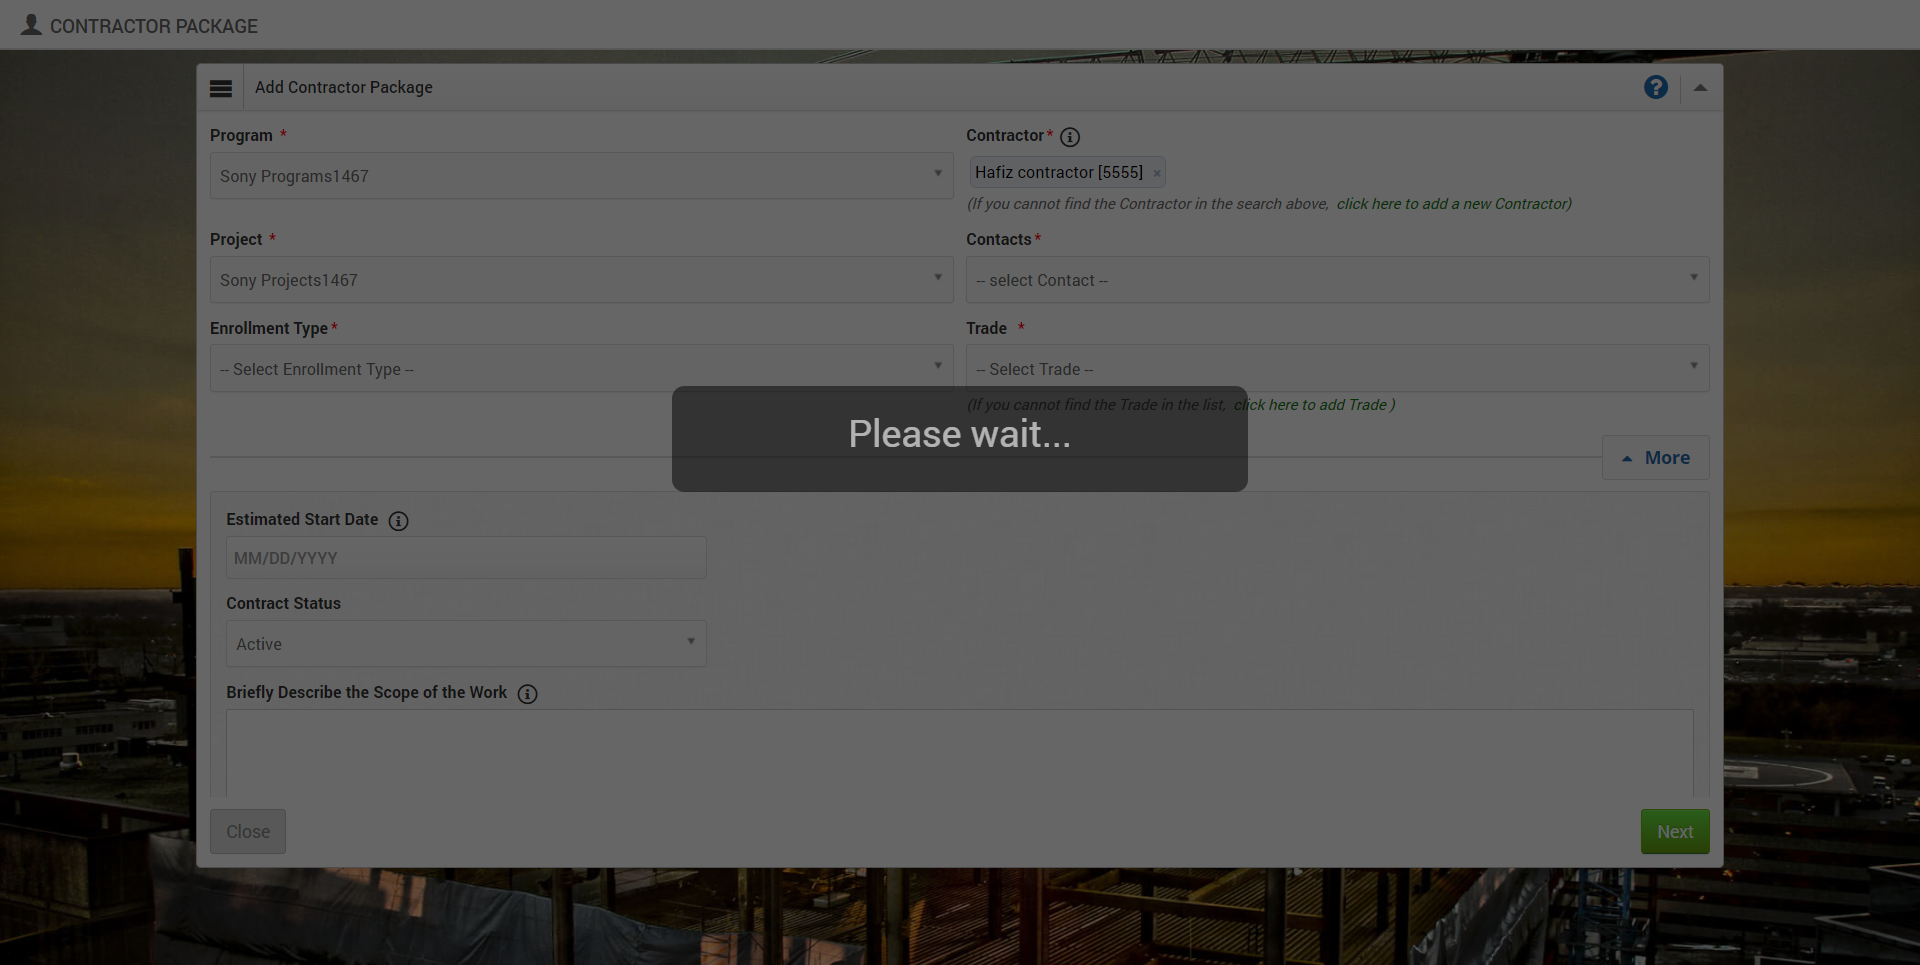 CONTRACTOR PACKAGE
Add Contractor Package
Program *
Sony Programs1467
Contractor*
Hafiz contractor [5555] ×
(If you cannot find the Contractor in the search above, click here to add a new Contractor)
Project *
Sony Projects1467
Contacts*
-- select Contact --
Enrollment Type*
-- Select Enrollment Type --
Trade *
-- Select Trade --
(If you cannot find the Trade in the list, click here to add Trade )
Please wait...
More
Estimated Start Date
MM/DD/YYYY
Contract Status
Active
Briefly Describe the Scope of the Work
Close
Next